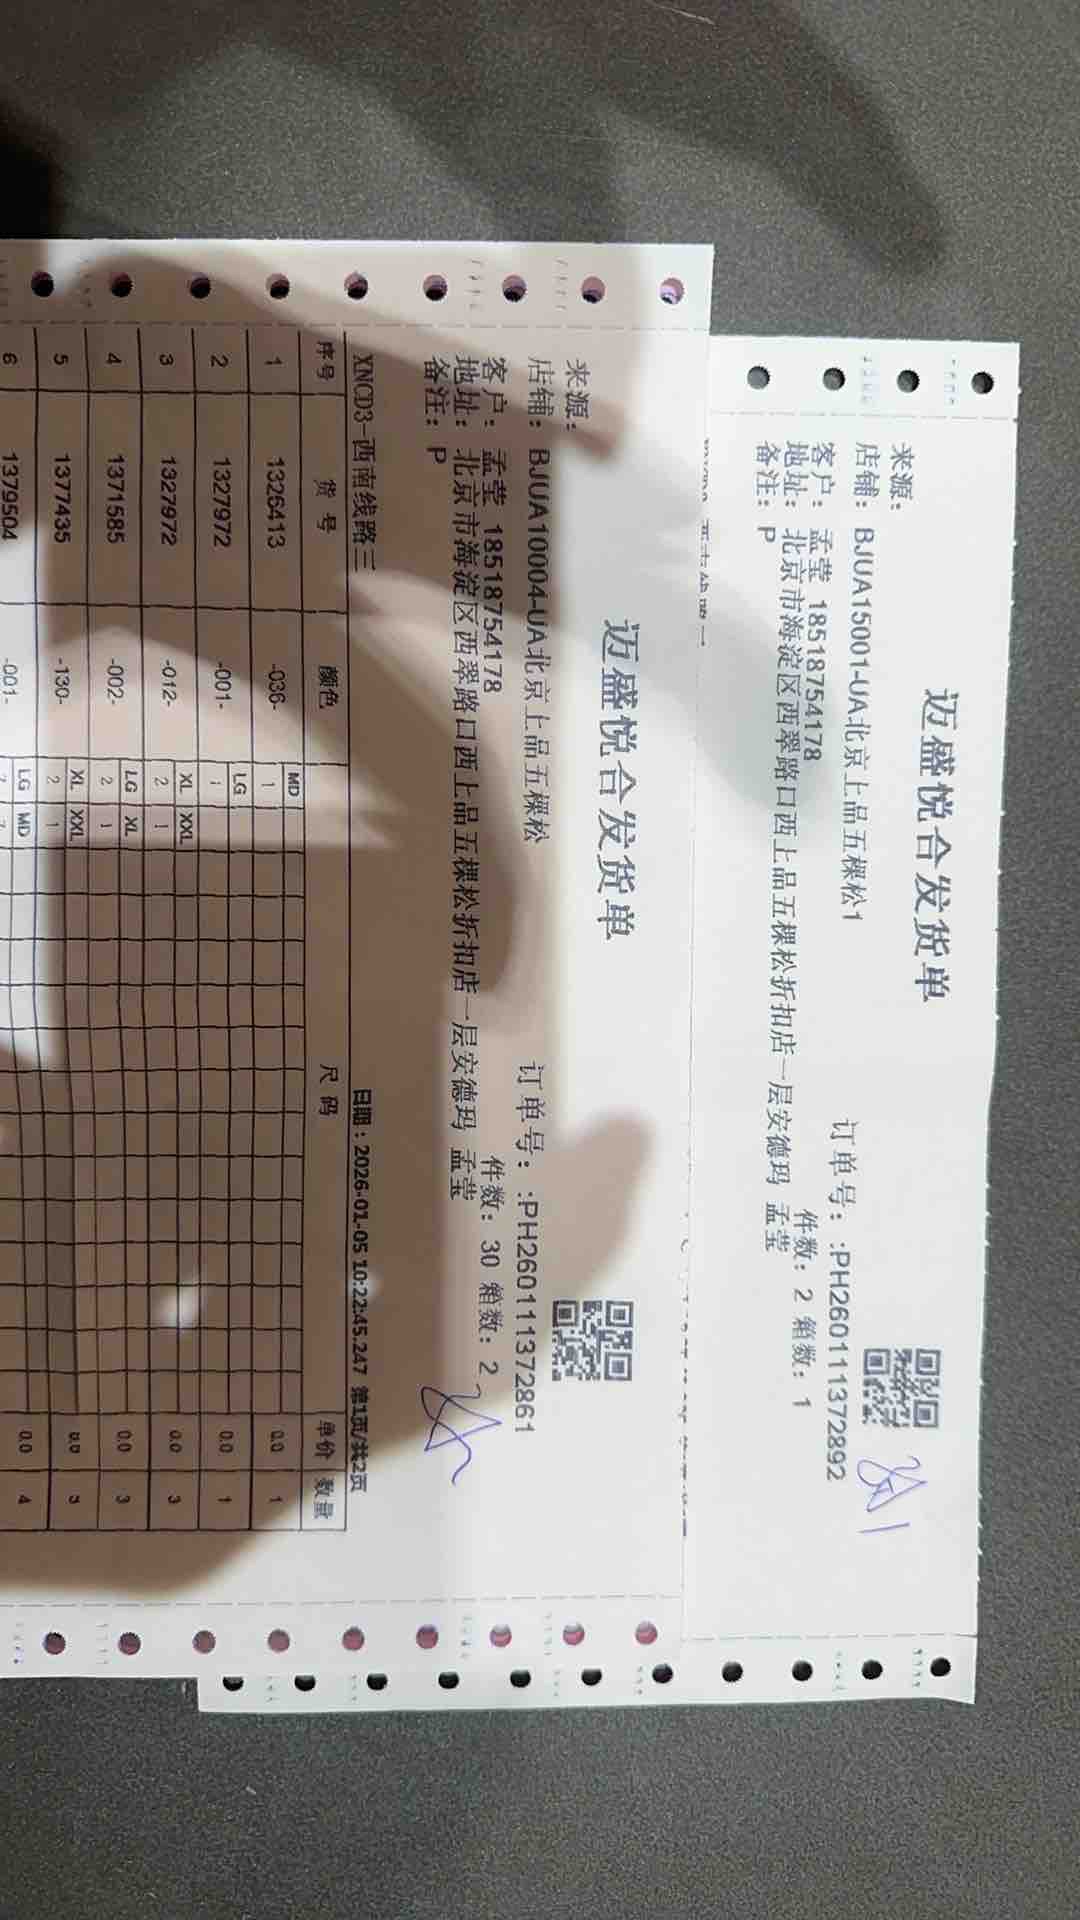 迈盛悦合发货单
来源:
店铺: BJUA15001-UA北京上品五棵松1
订单号: :PH260111372892
客户: 孟莹 18518754178
件数: 2 箱数: 1
地址: 北京市海淀区西翠路口西上品五棵松折扣店一层安德玛 孟莹
备注: P
迈盛悦合发货单
来源:
店铺: BJUA10004-UA北京上品五棵松
订单号: :PH260111372861
客户: 孟莹 18518754178
件数: 30 箱数: 2
地址: 北京市海淀区西翠路口西上品五棵松折扣店一层安德玛 孟莹
备注: P
XNCD3-西南线路三 日期: 2026-01-05 10:22:45.247 第1页/共2页
序号 货号 颜色 尺码 单价 数量
MD
1 1326413 -036- 1 0.0 1
LG
2 1327972 -001- 1 0.0 1
XL XXL
3 1327972 -012- 2 1 0.0 3
LG XL
4 1371585 -002- 2 1 0.0 3
XL XXL
5 1377435 -130- 2 1 0.0 3
LG MD
6 1379504 -001- 0.0 4